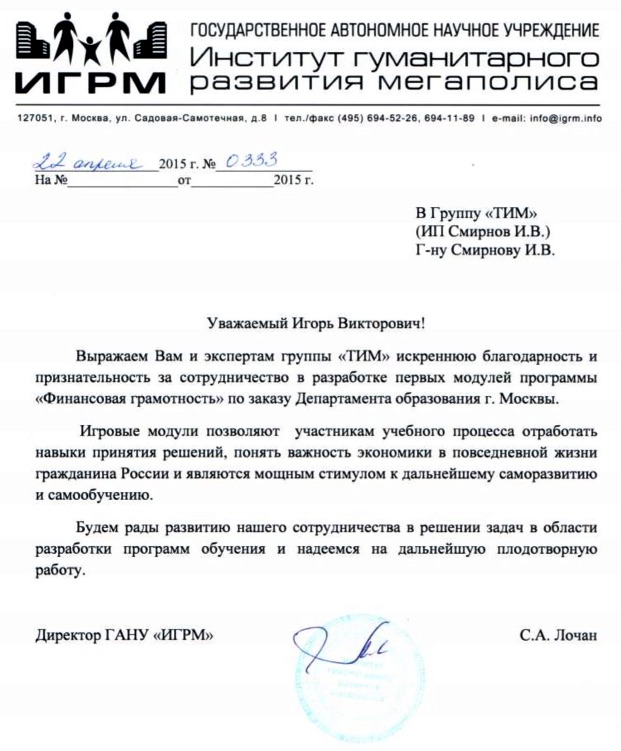 ИГРМ
ГОСУДАРСТВЕННОЕ АВТОНОМНОЕ НАУЧНОЕ УЧРЕЖДЕНИЕ
Институт гуманитарного
развития мегаполиса
127051, г. Москва, ул. Садовая-Самотечная, д.8 I тел./факс (495) 694-52-26, 694-11-89 I e-mail: info@igrm.info
22 апреля 2015 г. № 0333
На №________________от____________2015 г.
В Группу «ТИМ»
(ИП Смирнов И.В.)
Г-ну Смирнову И.В.
Уважаемый Игорь Викторович!
Выражаем Вам и экспертам группы «ТИМ» искреннюю благодарность и
признательность за сотрудничество в разработке первых модулей программы
«Финансовая грамотность» по заказу Департамента образования г. Москвы.
Игровые модули позволяют участникам учебного процесса отработать
навыки принятия решений, понять важность экономики в повседневной жизни
гражданина России и являются мощным стимулом к дальнейшему саморазвитию
и самообучению.
Будем рады развитию нашего сотрудничества в решении задач в области
разработки программ обучения и надеемся на дальнейшую плодотворную
работу.
Директор ГАНУ «ИГРМ» С.А. Лочан